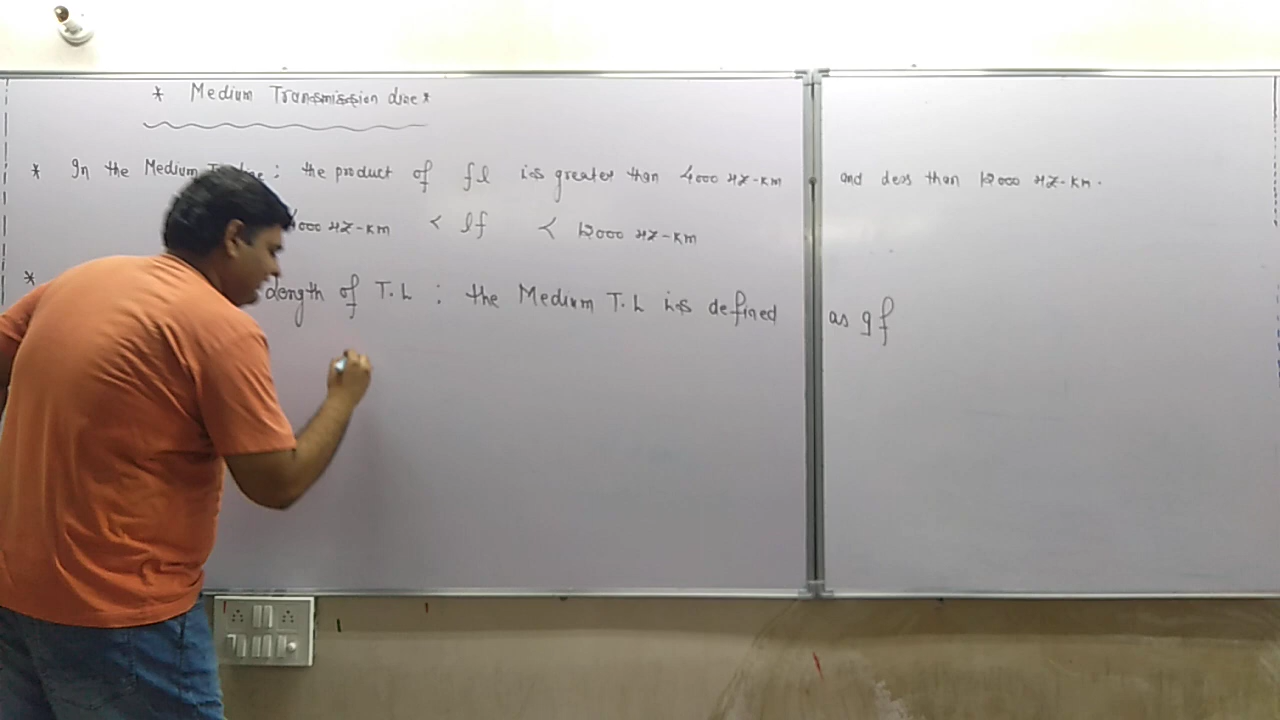 * Medium Transmission line *
* In the Medium : the product of fl is greater than 4000 HZ-Km and less than 12000 HZ-Km.
4000 HZ-Km < lf < 12000 HZ-Km
* Length of T.L : the Medium T.L is defined as If